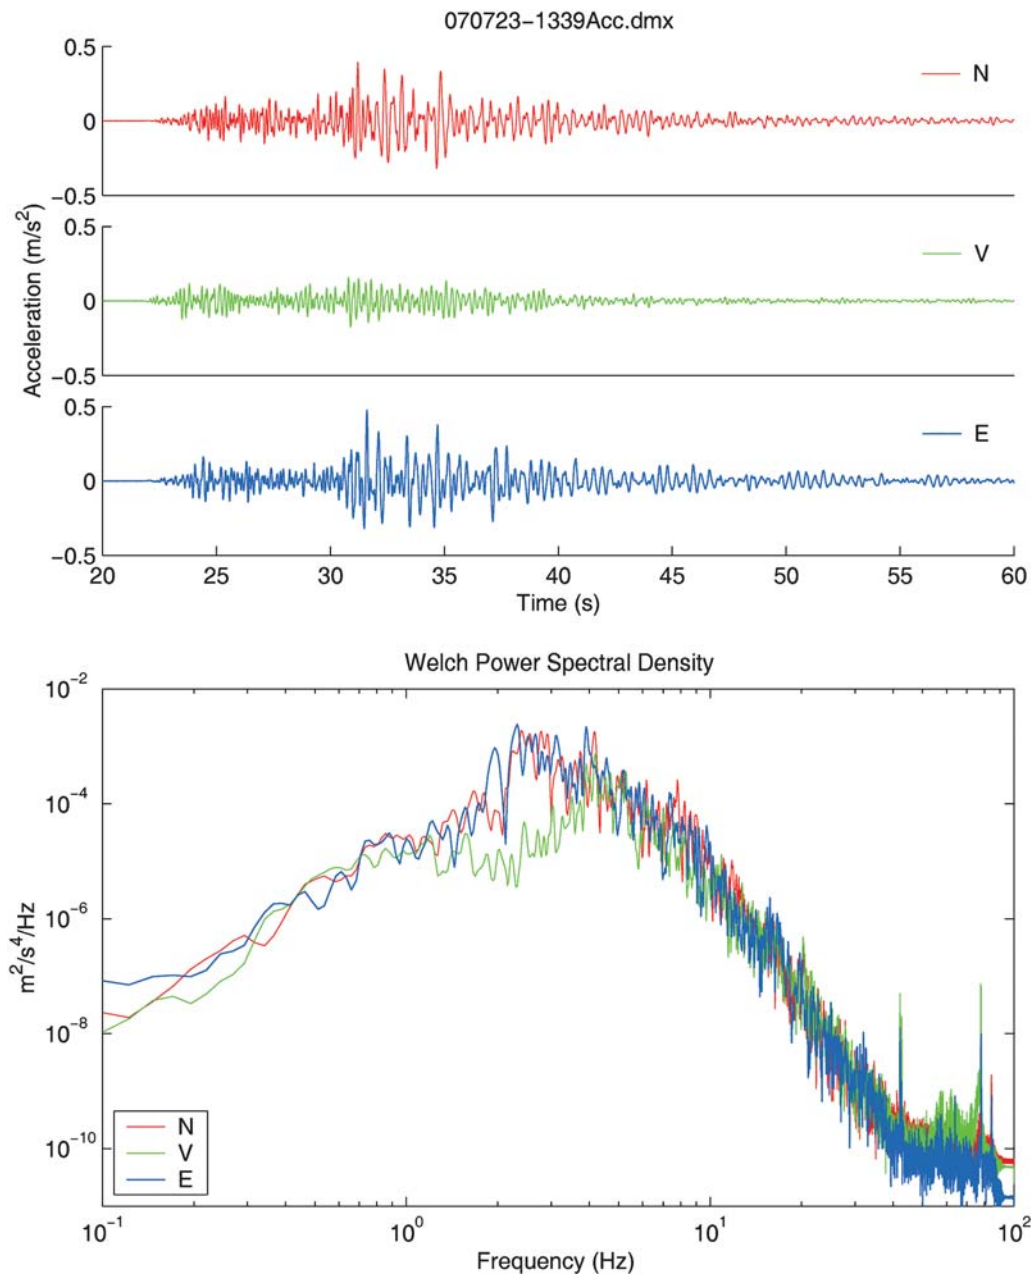 070723−1339Acc.dmx
0.5
N
0
−0.5
0.5
V
0
−0.5
0.5
E
0
−0.5
Acceleration (m/s²)
20 25 30 35 40 45 50 55 60
Time (s)
Welch Power Spectral Density
10⁻²
10⁻⁴
10⁻⁶
10⁻⁸
10⁻¹⁰
m²/s⁴/Hz
N
V
E
10⁻¹ 10⁰ 10¹ 10²
Frequency (Hz)